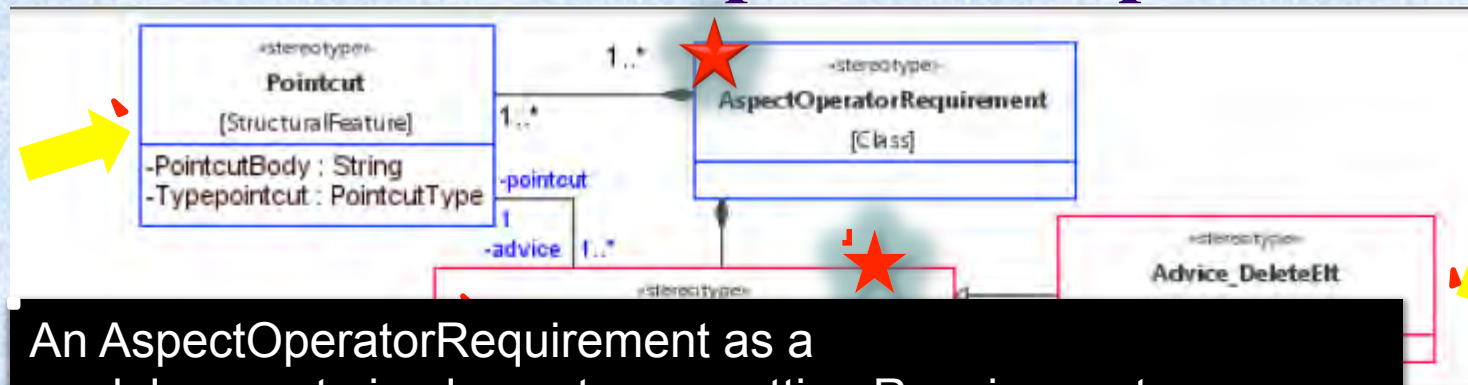 «stereotype»
Pointcut
[StructuralFeature]
-PointcutBody : String
-Typepointcut : PointcutType
1..*
1..*
«stereotype»
AspectOperatorRequirement
[Class]
-pointcut
1
-advice 1..*
«stereotype»
«stereotype»
Advice_DeleteElt
An AspectOperatorRequirement as a